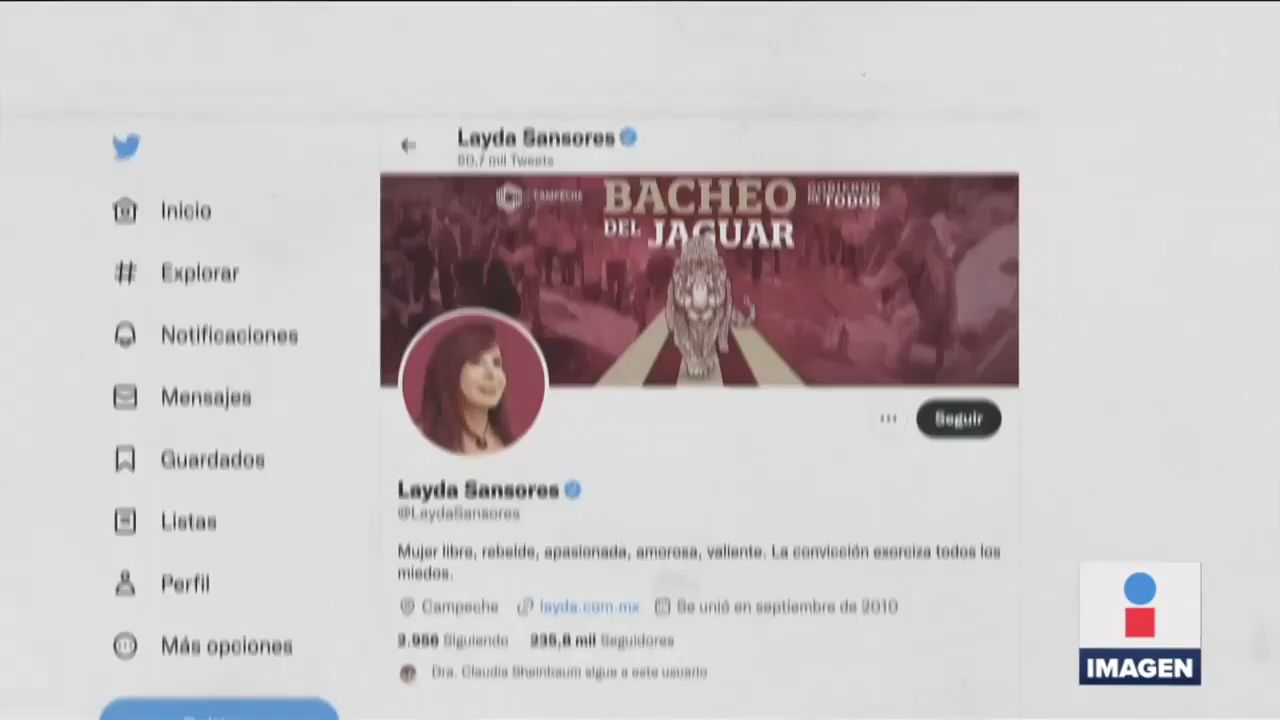 Layda Sansores
60,7 mil Tweets
Inicio
Explorar
Notificaciones
Mensajes
Guardados
Listas
Perfil
Más opciones
CAMPECHE
BACHEO
DEL JAGUAR
GOBIERNO
DE TODOS
Seguir
Layda Sansores
@LaydaSansores
Mujer libre, rebelde, apasionada, amorosa, valiente. La convicción exorciza todos los
miedos.
Campeche layda.com.mx Se unió en septiembre de 2010
2.956 Siguiendo 235,8 mil Seguidores
Dra. Claudia Sheinbaum sigue a este usuario
IMAGEN